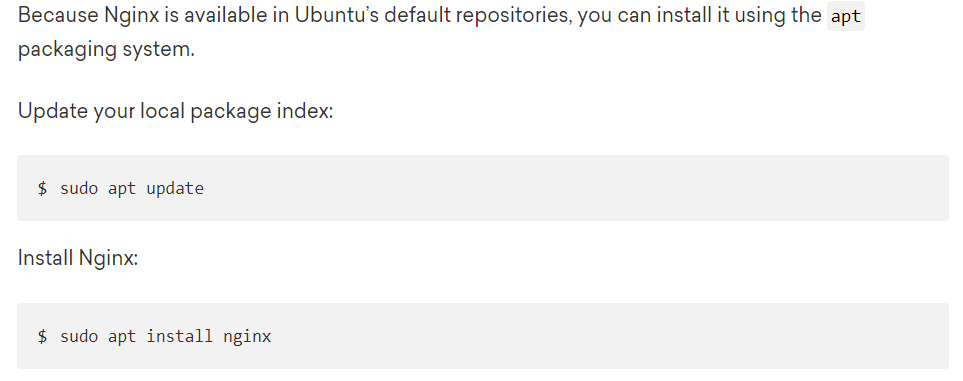 Because Nginx is available in Ubuntu’s default repositories, you can install it using the apt
packaging system.
Update your local package index:
$ sudo apt update
Install Nginx:
$ sudo apt install nginx